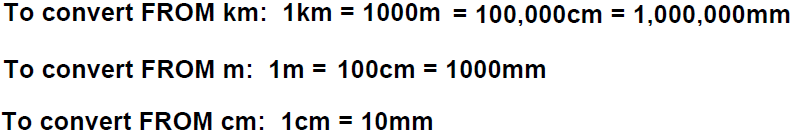 To convert FROM km: 1km = 1000m = 100,000cm = 1,000,000mm
To convert FROM m: 1m = 100cm = 1000mm
To convert FROM cm: 1cm = 10mm